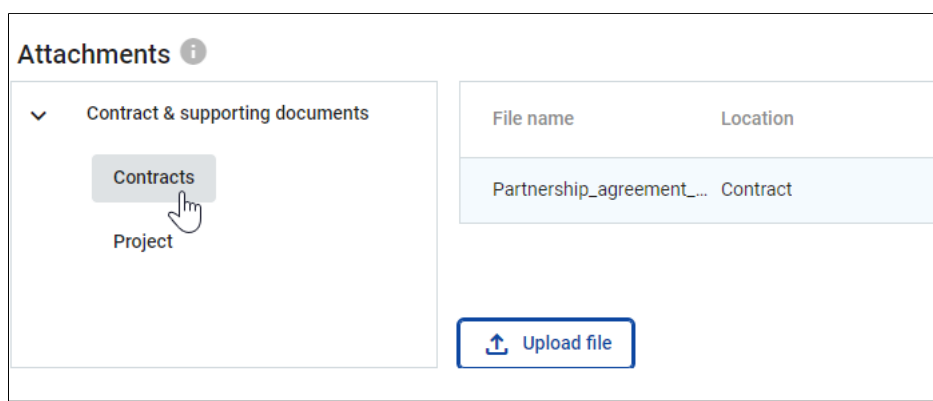 Attachments
Contract & supporting documents
Contracts
Project
File name Location
Partnership_agreement_... Contract
Upload file